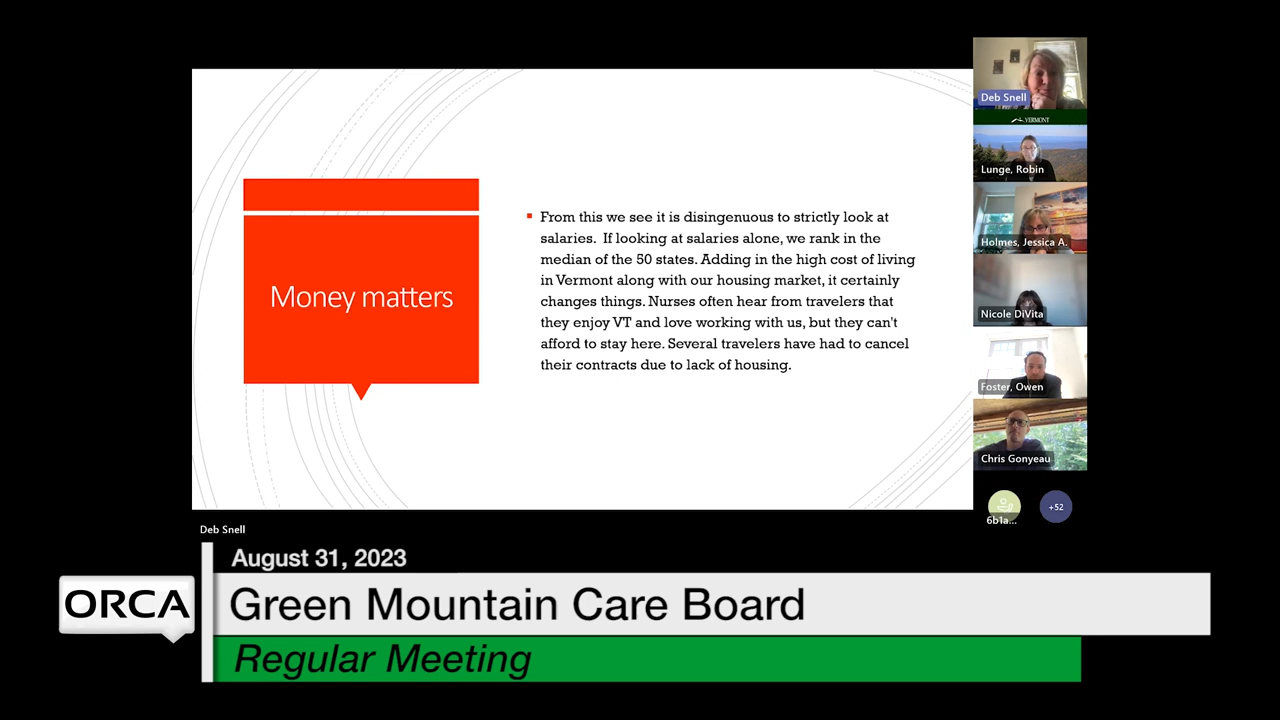 Money matters
From this we see it is disingenuous to strictly look at
salaries.  If looking at salaries alone, we rank in the
median of the 50 states. Adding in the high cost of living
in Vermont along with our housing market, it certainly
changes things. Nurses often hear from travelers that
they enjoy VT and love working with us, but they can't
afford to stay here. Several travelers have had to cancel
their contracts due to lack of housing.
Deb Snell
VERMONT
Lunge, Robin
Holmes, Jessica A.
Nicole DiVita
Foster, Owen
Chris Gonyeau
6b1a...
+52
Deb Snell
August 31, 2023
ORCA
Green Mountain Care Board
Regular Meeting